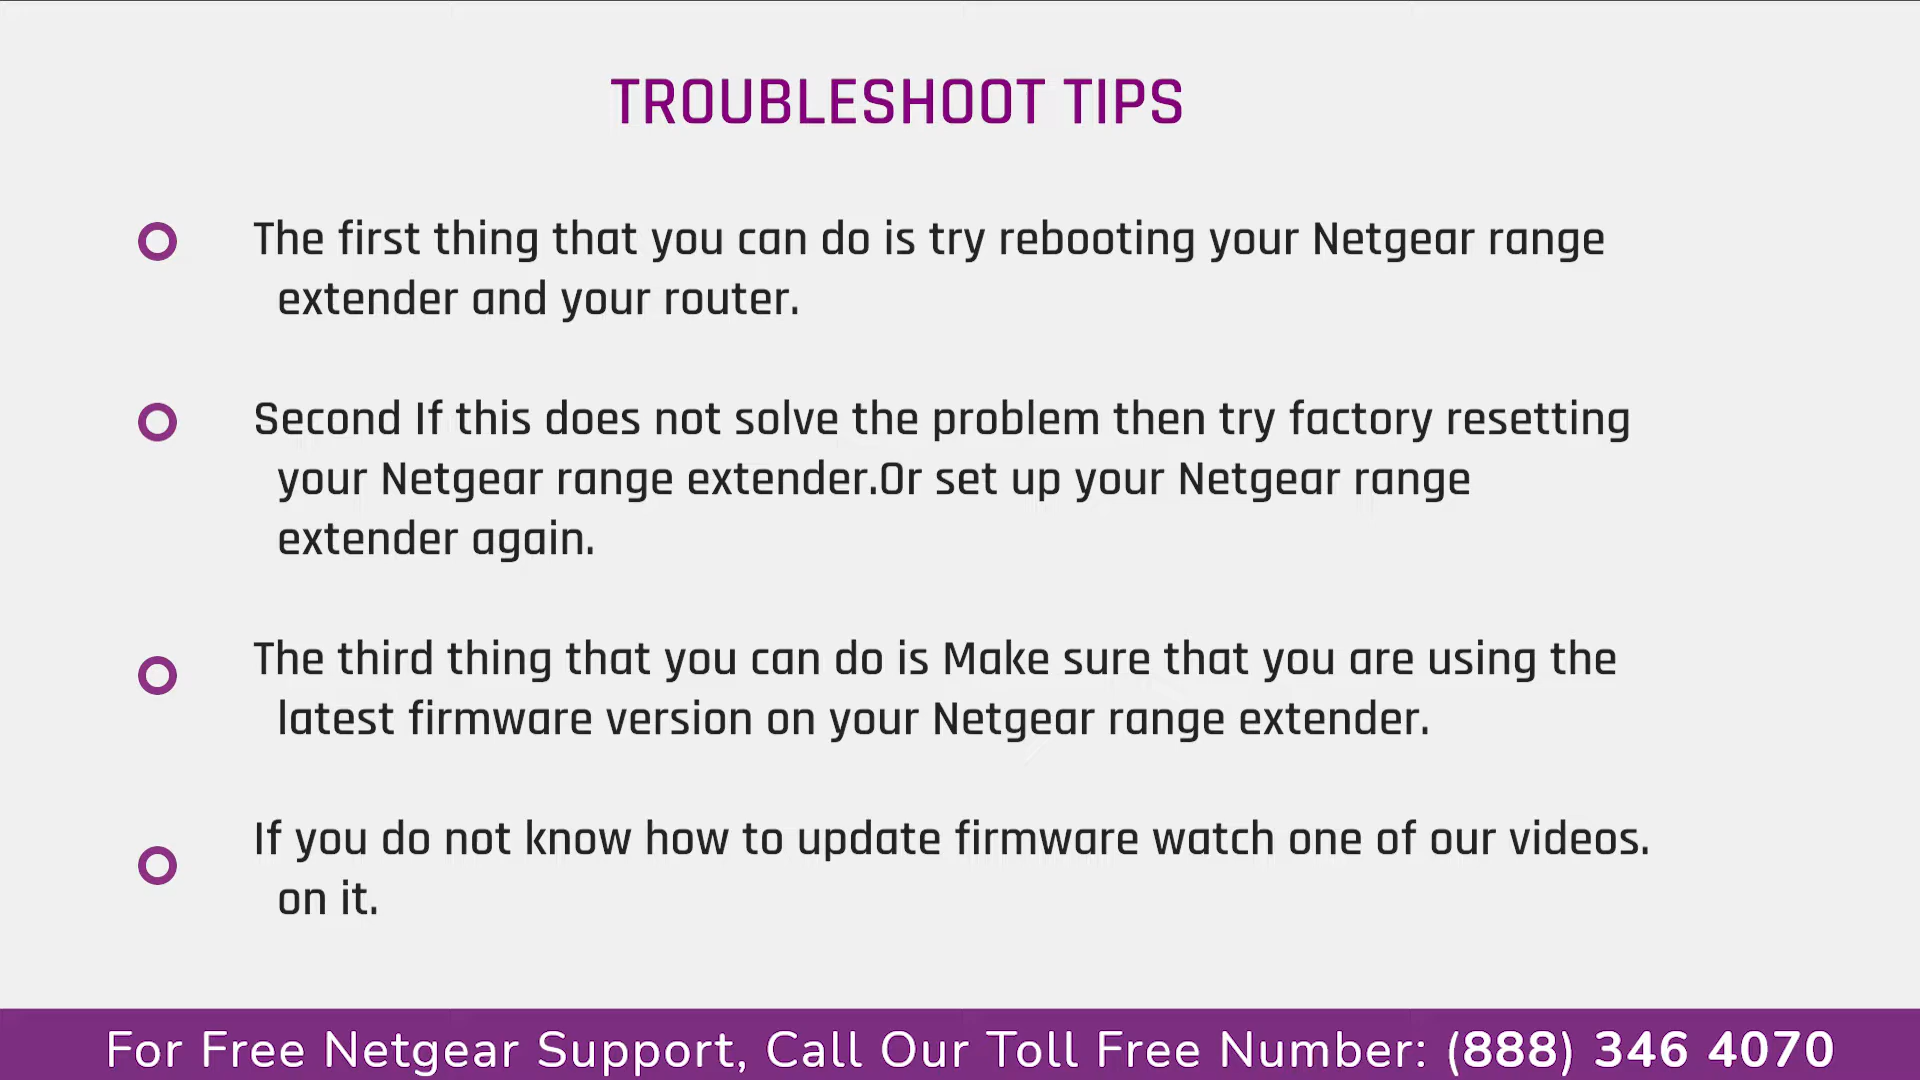 TROUBLESHOOT TIPS
The first thing that you can do is try rebooting your Netgear range
extender and your router.
Second If this does not solve the problem then try factory resetting
your Netgear range extender.Or set up your Netgear range
extender again.
The third thing that you can do is Make sure that you are using the
latest firmware version on your Netgear range extender.
If you do not know how to update firmware watch one of our videos.
on it.
For Free Netgear Support, Call Our Toll Free Number: (888) 346 4070